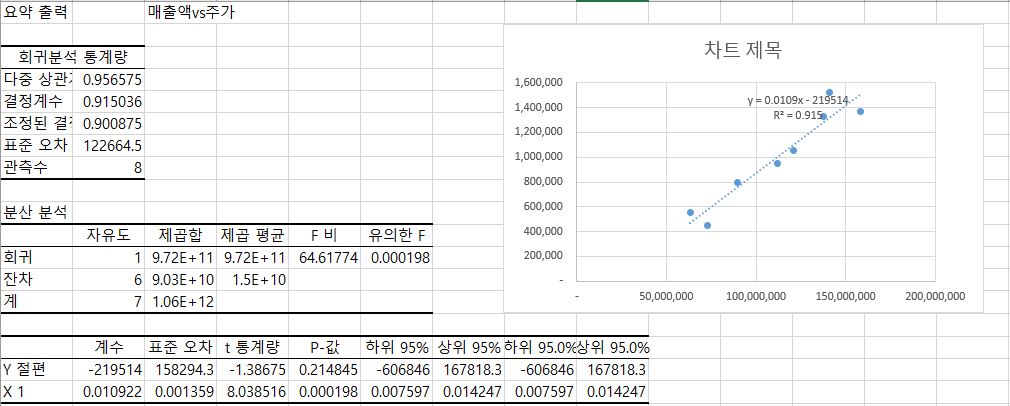 요약 출력 매출액vs주가
회귀분석 통계량
다중 상관 0.956575
결정계수 0.915036
조정된 결정 0.900875
표준 오차 122664.5
관측수 8
분산 분석
자유도 제곱합 제곱 평균 F 비 유의한 F
회귀 1 9.72E+11 9.72E+11 64.61774 0.000198
잔차 6 9.03E+10 1.5E+10
계 7 1.06E+12
계수 표준 오차 t 통계량 P-값 하위 95% 상위 95% 하위 95.0% 상위 95.0%
Y 절편 -219514 158294.3 -1.38675 0.214845 -606846 167818.3 -606846 167818.3
X 1 0.010922 0.001359 8.038516 0.000198 0.007597 0.014247 0.007597 0.014247
차트 제목
1,600,000
1,400,000
1,200,000
1,000,000
800,000
600,000
400,000
200,000
-
- 50,000,000 100,000,000 150,000,000 200,000,000
y = 0.0109x - 219514
R² = 0.915